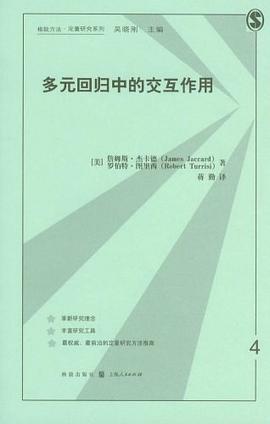 格致方法·定量研究系列 吴晓刚 主编
多元回归中的交互作用
[美] 詹姆斯·杰卡德(James Jaccard)
罗伯特·图里西(Robert Turrisi) 著
蒋勤 译
革新研究理念
丰富研究工具
最权威、最前沿的定量研究方法指南
4
格致出版社 上海人民出版社